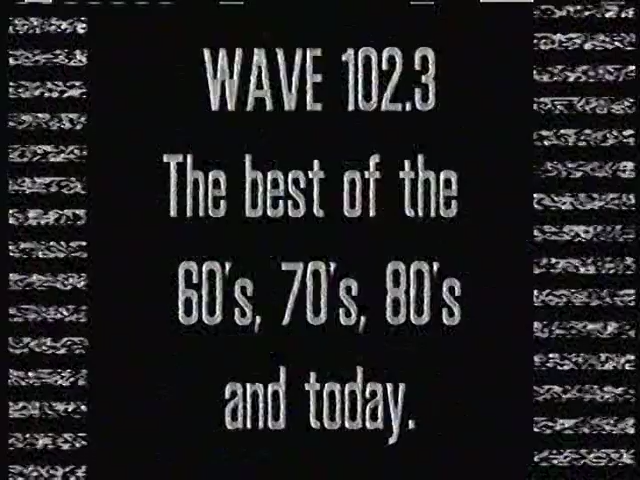 WAVE 102.3
The best of the
60's, 70's, 80's
and today.